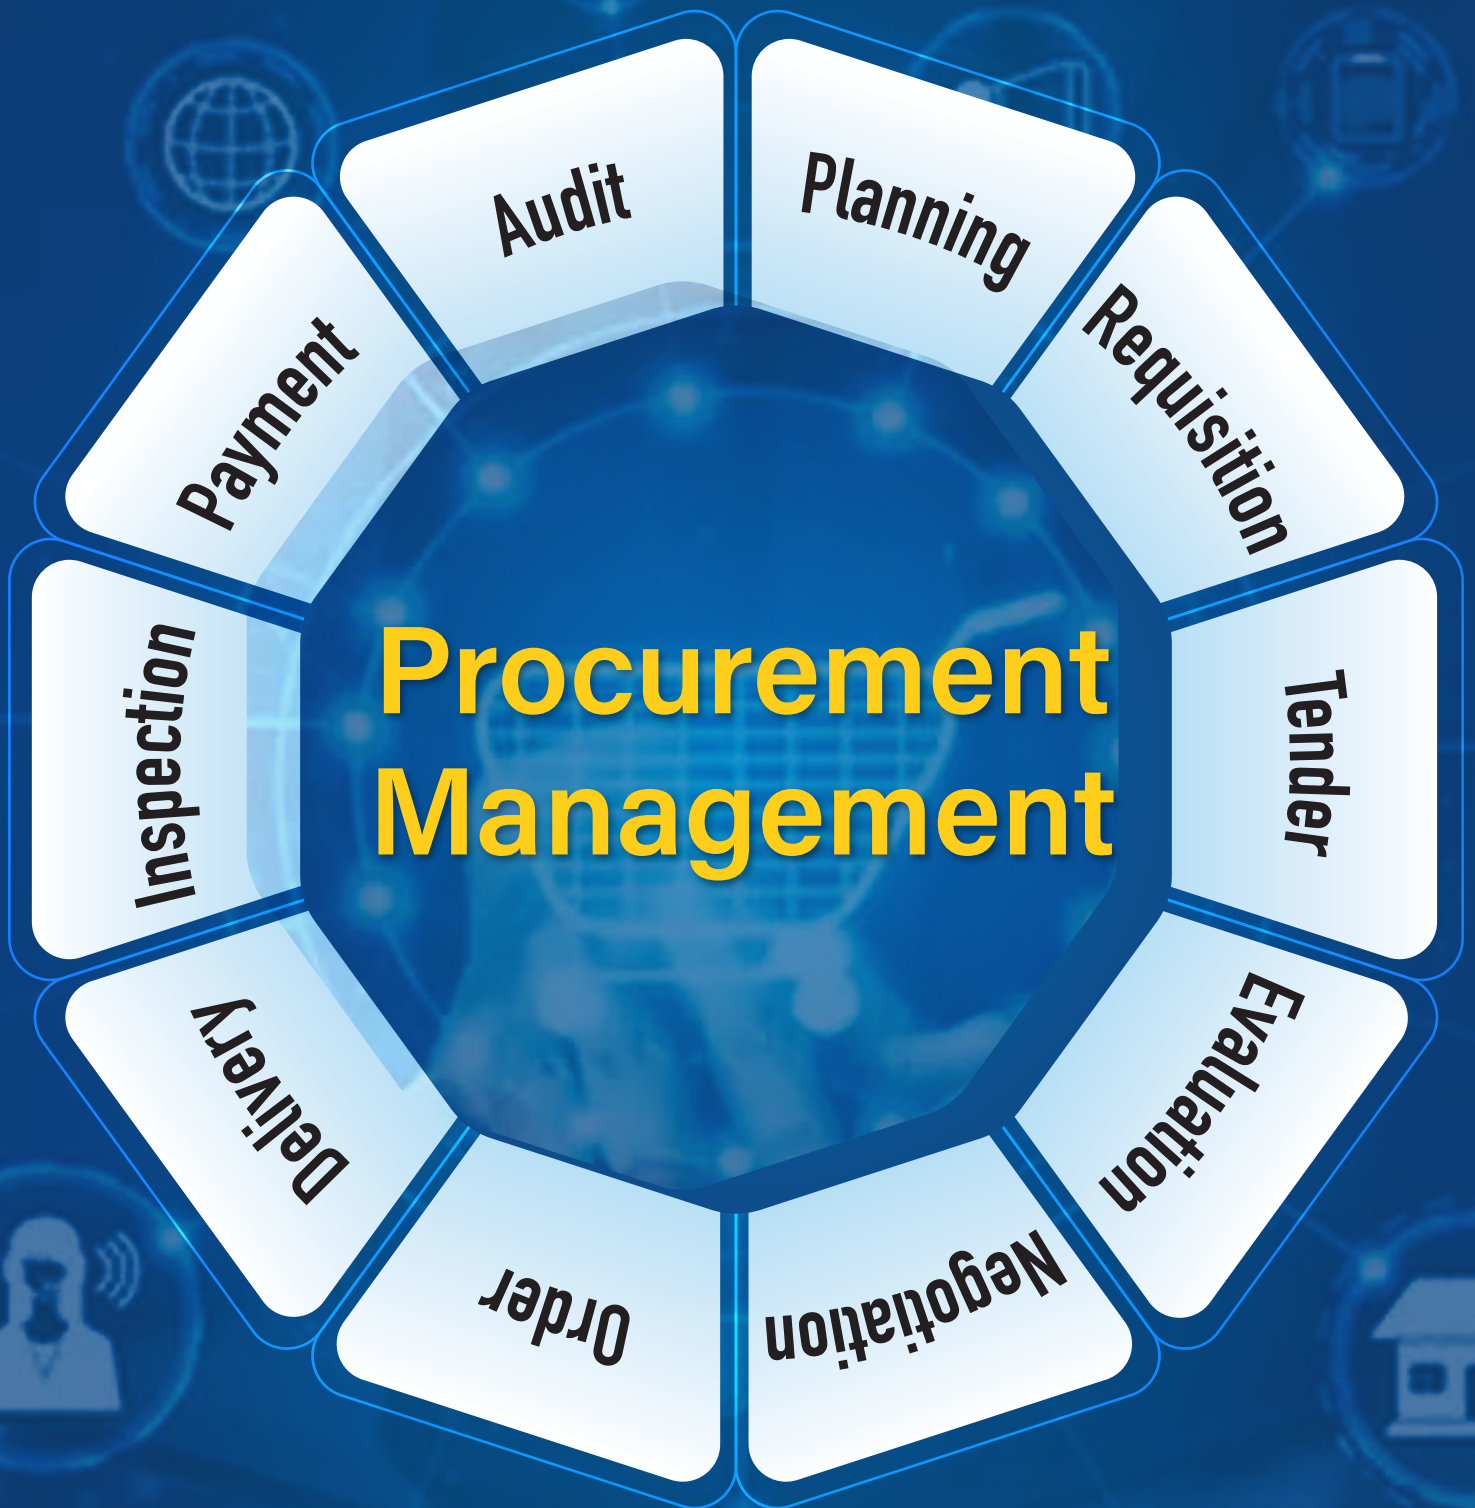 Procurement
Management
Planning
Requisition
Tender
Evaluation
Negotiation
Order
Delivery
Inspection
Payment
Audit